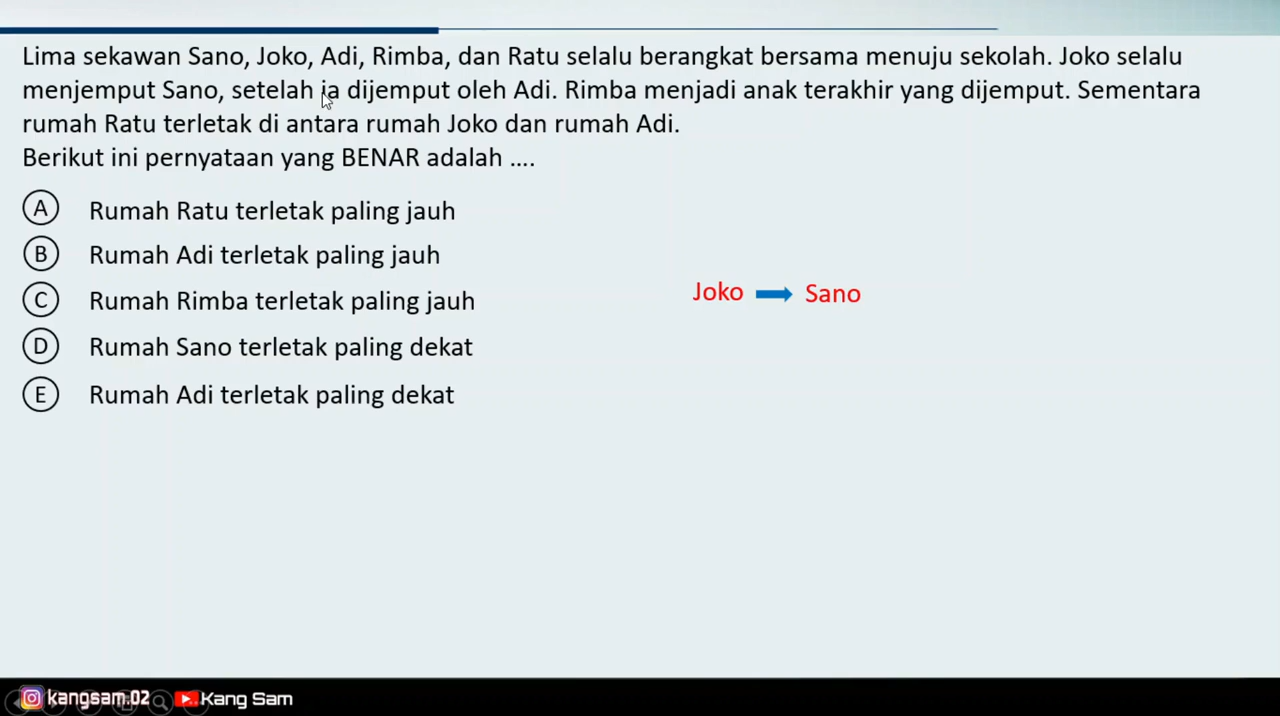 Lima sekawan Sano, Joko, Adi, Rimba, dan Ratu selalu berangkat bersama menuju sekolah. Joko selalu
menjemput Sano, setelah ia dijemput oleh Adi. Rimba menjadi anak terakhir yang dijemput. Sementara
rumah Ratu terletak di antara rumah Joko dan rumah Adi.
Berikut ini pernyataan yang BENAR adalah ....
A Rumah Ratu terletak paling jauh
B Rumah Adi terletak paling jauh
C Rumah Rimba terletak paling jauh
D Rumah Sano terletak paling dekat
E Rumah Adi terletak paling dekat
Joko Sano
kangsam.02 Kang Sam